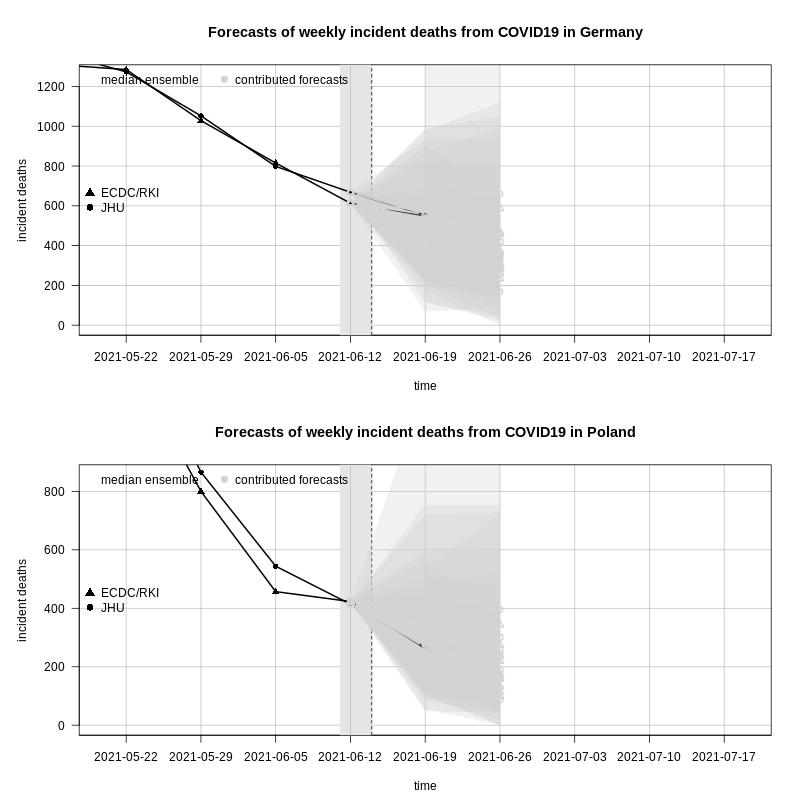 Forecasts of weekly incident deaths from COVID19 in Germany
median ensemble contributed forecasts
1200
1000
800
600
400
200
0
incident deaths
ECDC/RKI
JHU
2021-05-22 2021-05-29 2021-06-05 2021-06-12 2021-06-19 2021-06-26 2021-07-03 2021-07-10 2021-07-17
time
Forecasts of weekly incident deaths from COVID19 in Poland
median ensemble contributed forecasts
800
600
400
200
0
incident deaths
ECDC/RKI
JHU
2021-05-22 2021-05-29 2021-06-05 2021-06-12 2021-06-19 2021-06-26 2021-07-03 2021-07-10 2021-07-17
time